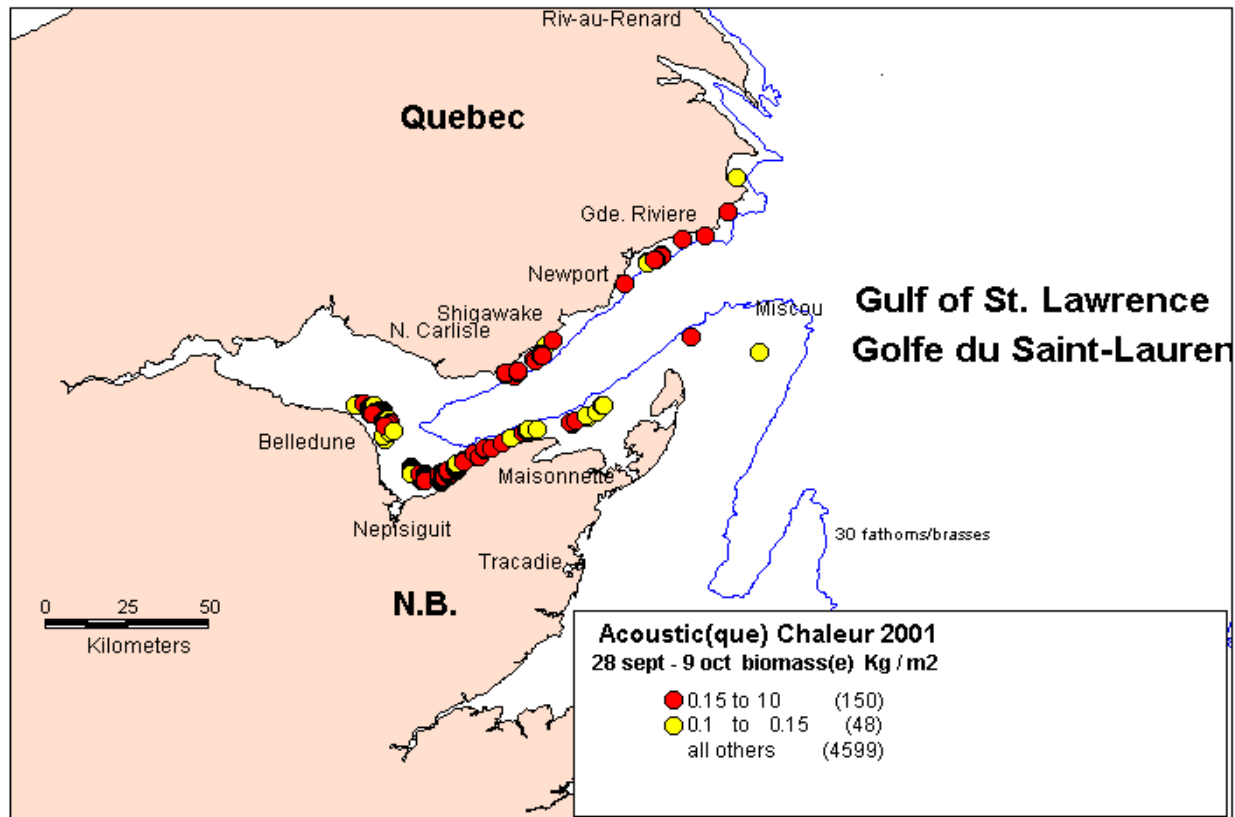 Riv-au-Renard
Quebec
Gde. Riviere
Newport
Shigawake
N. Carlisle
Miscou
Gulf of St. Lawrence
Golfe du Saint-Lauren
Belledune
Maisonnette
Nepisiguit
30 fathoms/brasses
Tracadie
N.B.
0 25 50
Kilometers
Acoustic(que) Chaleur 2001
28 sept - 9 oct biomass(e) Kg / m2
0.15 to 10 (150)
0.1 to 0.15 (48)
all others (4599)